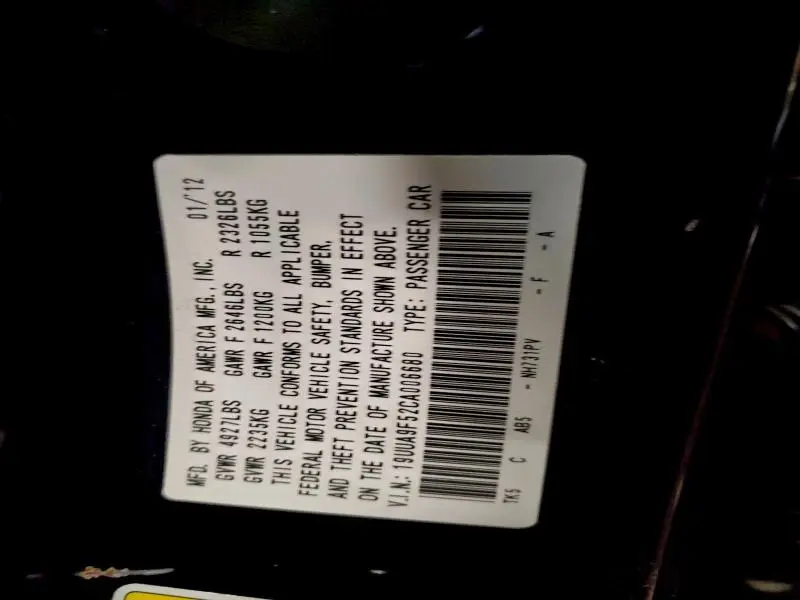 MFD. BY HONDA OF AMERICA MFG., INC. 01/'12
GVWR 4927LBS GAWR F 2646LBS R 2326LBS
GVWR 2235KG GAWR F 1200KG R 1055KG
THIS VEHICLE CONFORMS TO ALL APPLICABLE
FEDERAL MOTOR VEHICLE SAFETY, BUMPER,
AND THEFT PREVENTION STANDARDS IN EFFECT
ON THE DATE OF MANUFACTURE SHOWN ABOVE.
V.I.N.: 19UUA9F52CA006680 TYPE: PASSENGER CAR
TK5 C AB5 - NH731PV - F - A